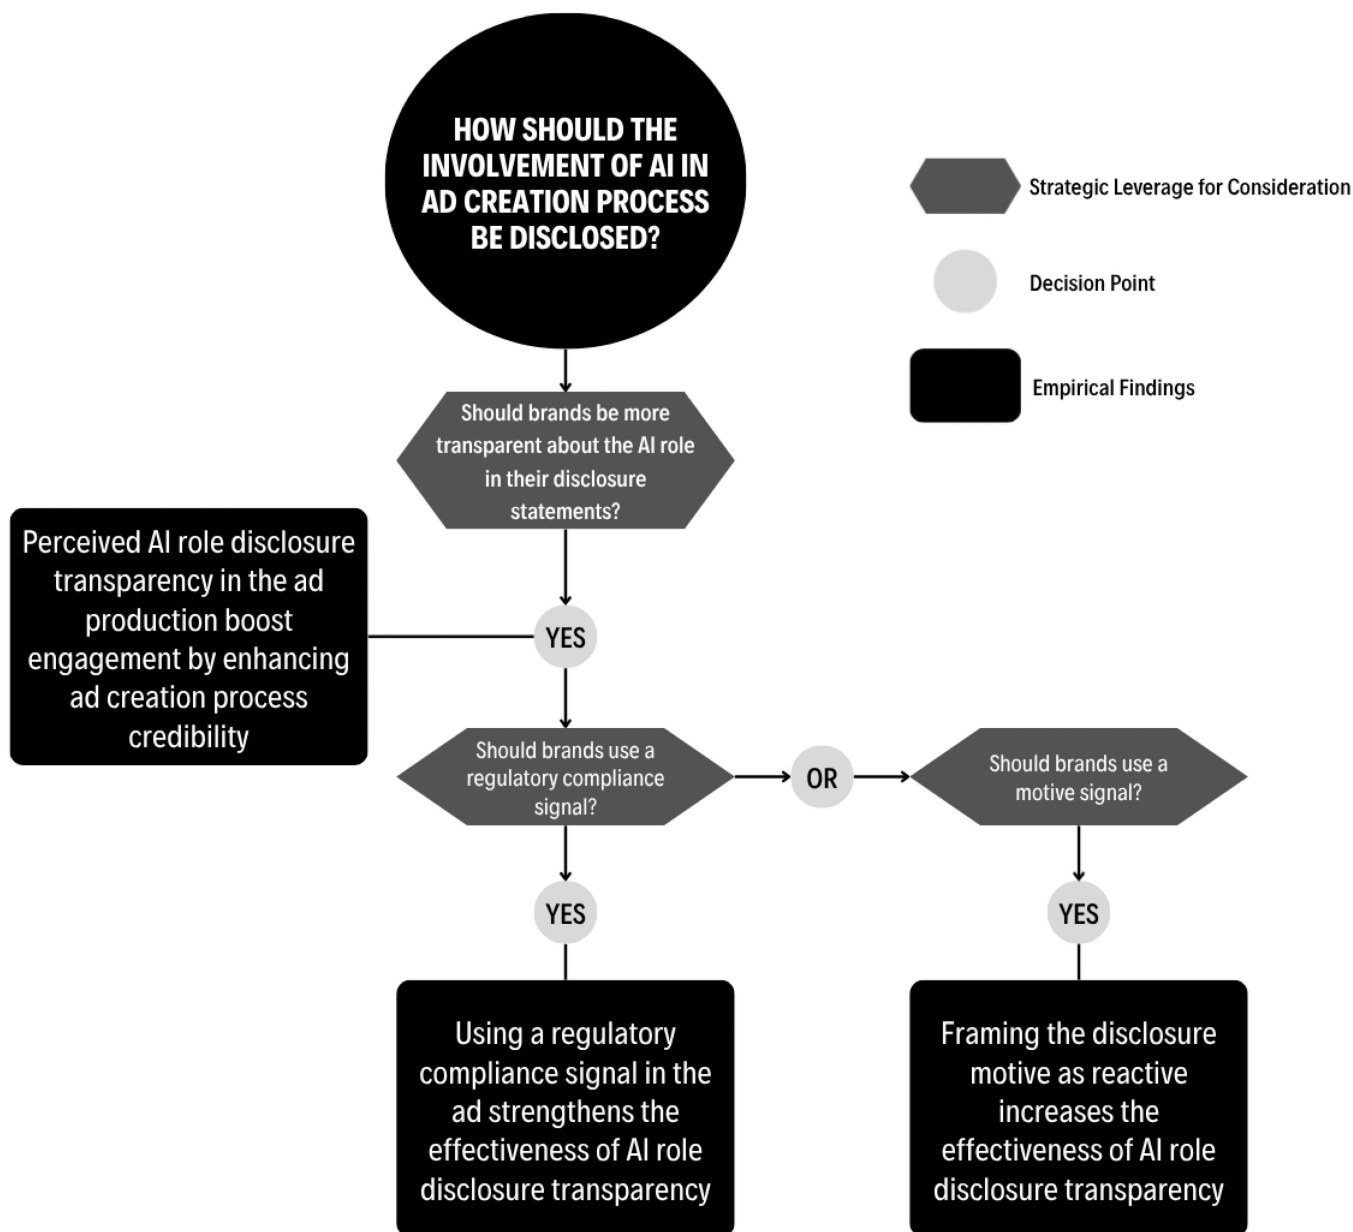 HOW SHOULD THE
INVOLVEMENT OF AI IN
AD CREATION PROCESS
BE DISCLOSED?
Strategic Leverage for Consideration
Decision Point
Empirical Findings
Should brands be more
transparent about the AI role
in their disclosure
statements?
Perceived AI role disclosure
transparency in the ad
production boost
engagement by enhancing
ad creation process
credibility
YES
Should brands use a
regulatory compliance
signal?
OR
Should brands use a
motive signal?
YES
YES
Using a regulatory
compliance signal in the
ad strengthens the
effectiveness of AI role
disclosure transparency
Framing the disclosure
motive as reactive
increases the
effectiveness of AI role
disclosure transparency